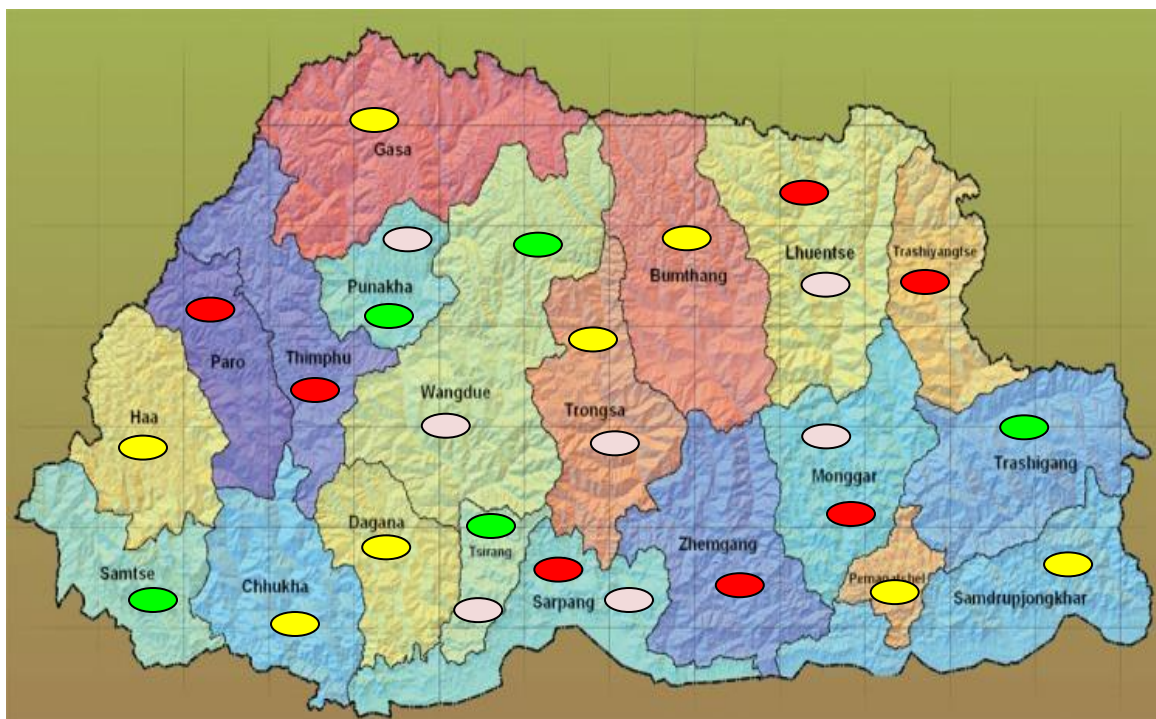 Gasa
Punakha
Bumthang
Lhuentse
Trashiyangtse
Paro
Thimphu
Haa
Wangdue
Trongsa
Monggar
Trashigang
Dagana
Tsirang
Zhemgang
Samtse
Chhukha
Sarpang
Samdrupjongkhar